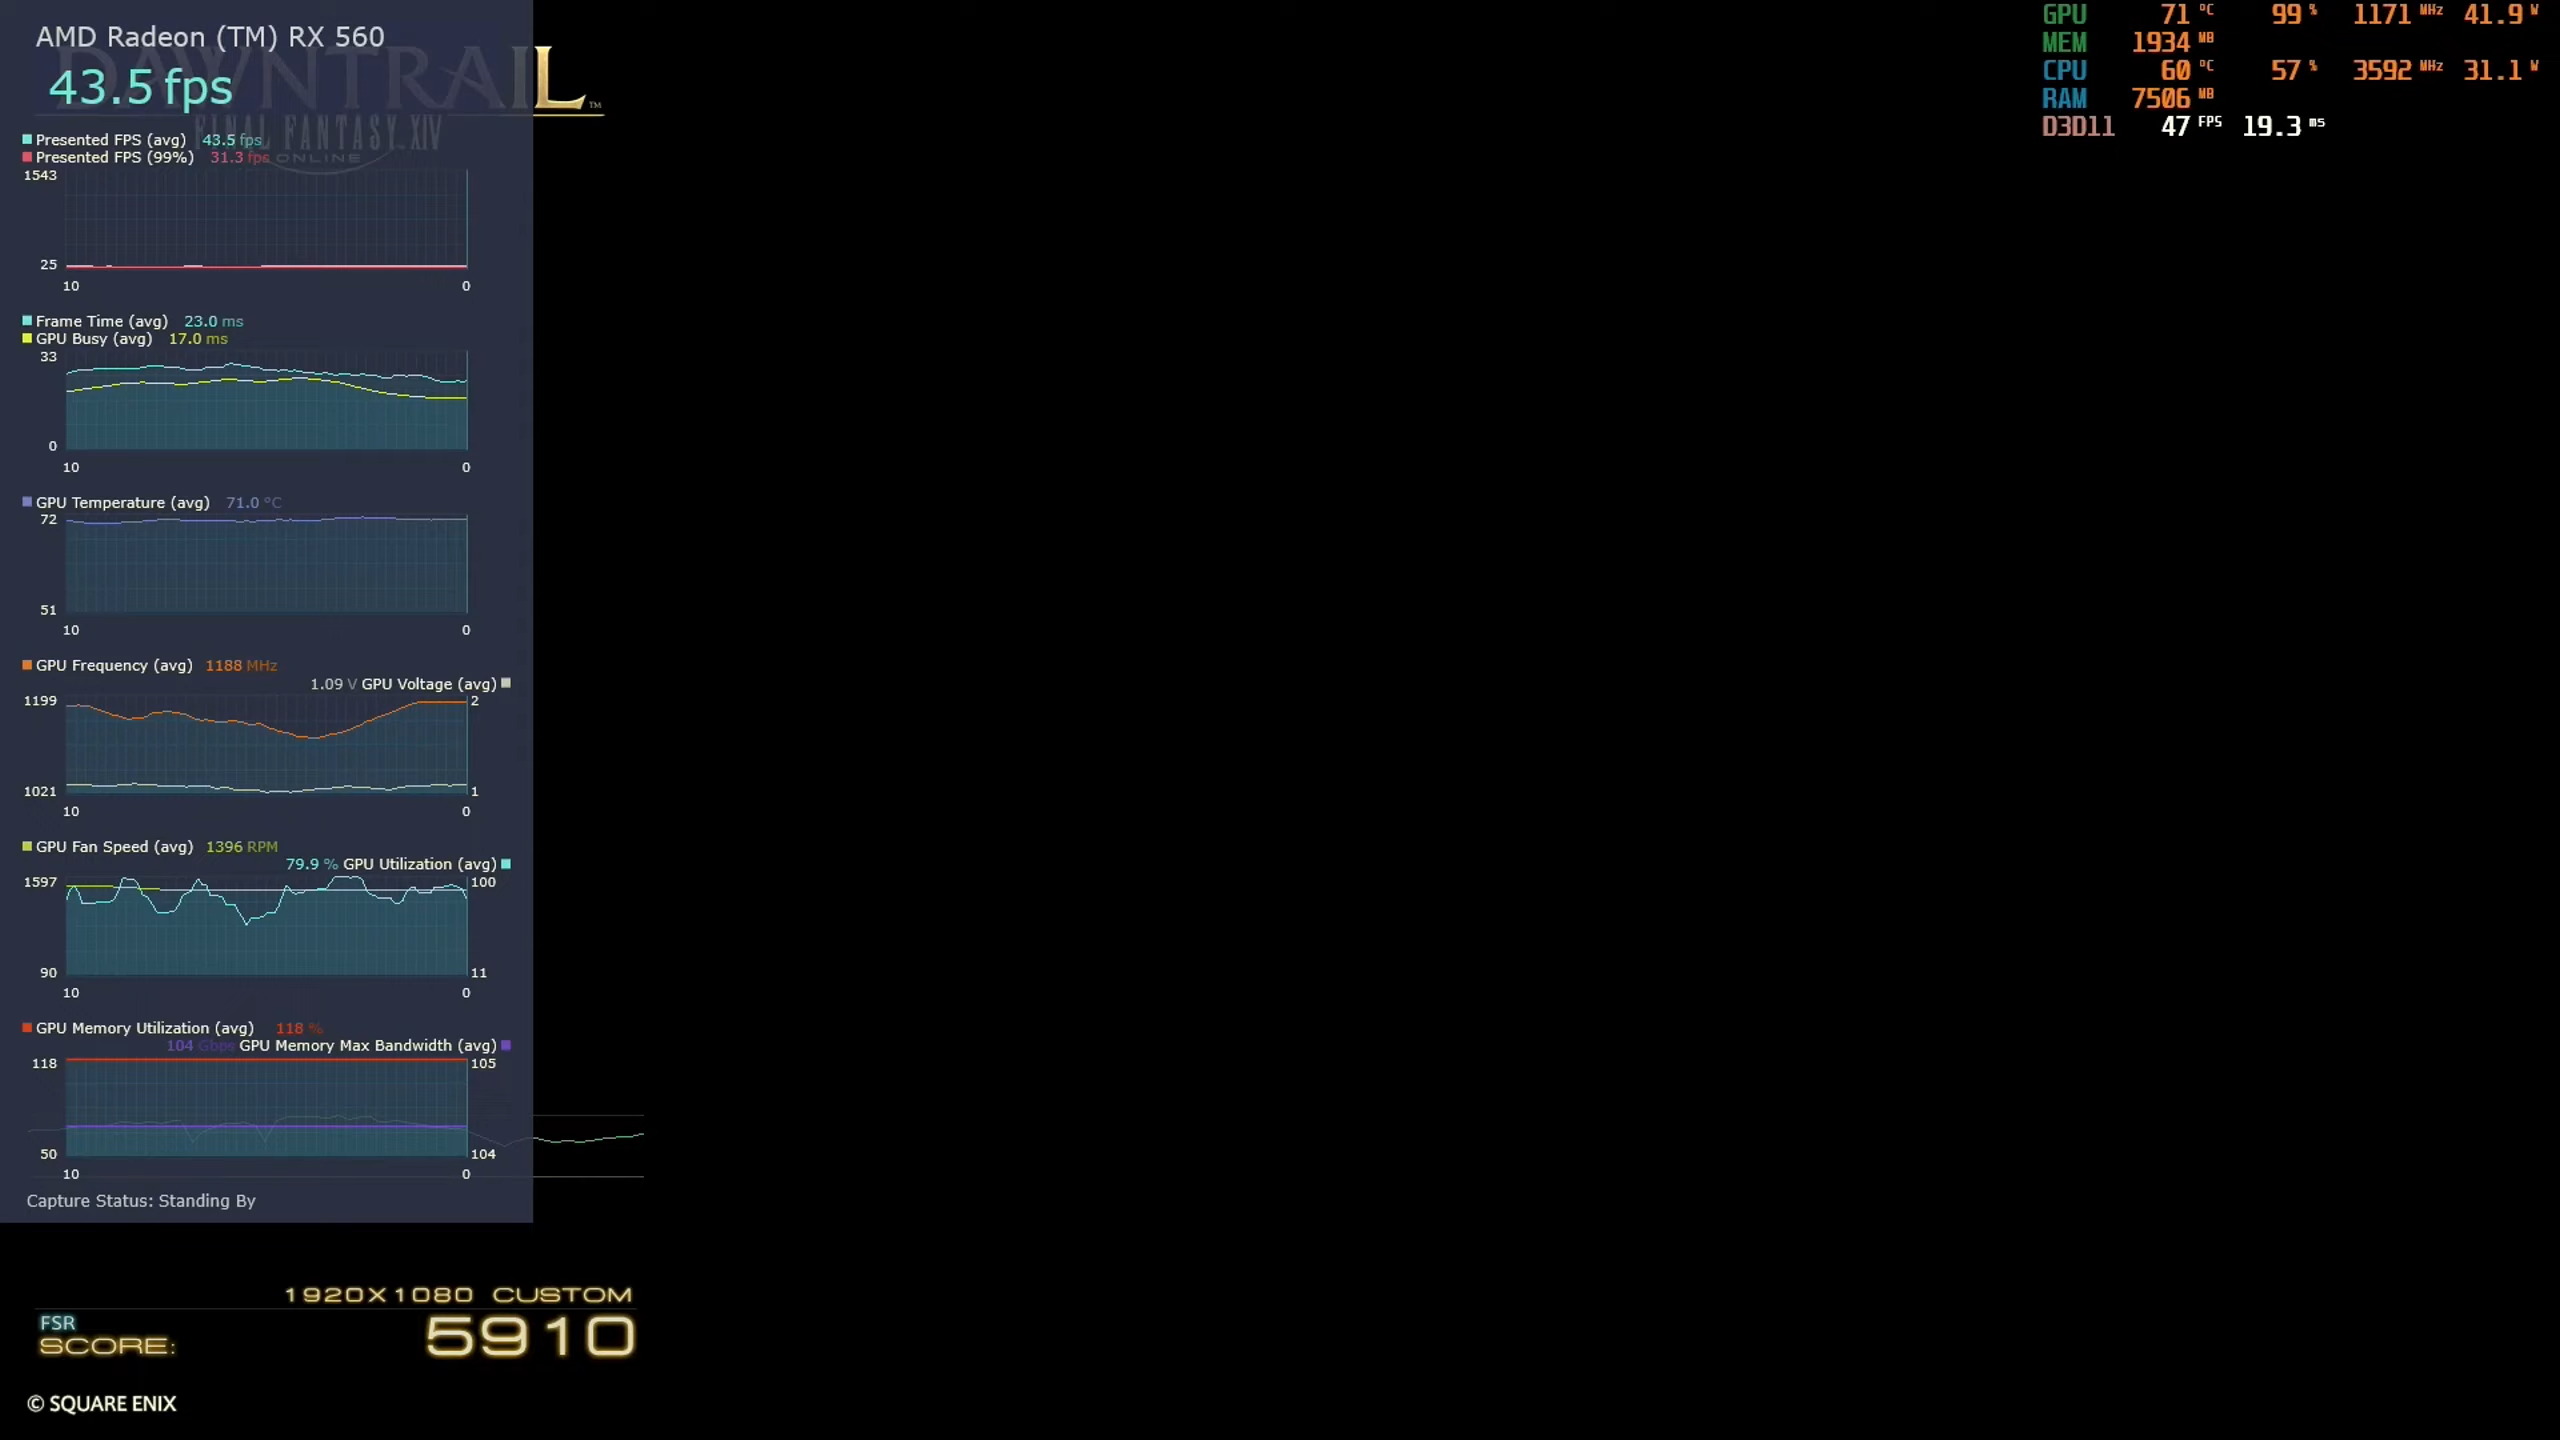 AMD Radeon (TM) RX 560
DAWNTRAIL™
43.5 fps
FINAL FANTASY XIV
ONLINE
Presented FPS (avg) 43.5 fps
Presented FPS (99%) 31.3 fps
1543
25
10 0
Frame Time (avg) 23.0 ms
GPU Busy (avg) 17.0 ms
33
0
10 0
GPU Temperature (avg) 71.0 °C
72
51
10 0
GPU Frequency (avg) 1188 MHz
1.09 V GPU Voltage (avg)
1199 2
1021 1
10 0
GPU Fan Speed (avg) 1396 RPM
79.9 % GPU Utilization (avg)
1597 100
90 11
10 0
GPU Memory Utilization (avg) 118 %
104 Gbps GPU Memory Max Bandwidth (avg)
118 105
50 104
10 0
Capture Status: Standing By
GPU 71 °C 99 % 1171 MHz 41.9 W
MEM 1934 MB
CPU 60 °C 57 % 3592 MHz 31.1 W
RAM 7506 MB
D3D11 47 FPS 19.3 ms
1920X1080 CUSTOM
FSR
SCORE: 5910
© SQUARE ENIX